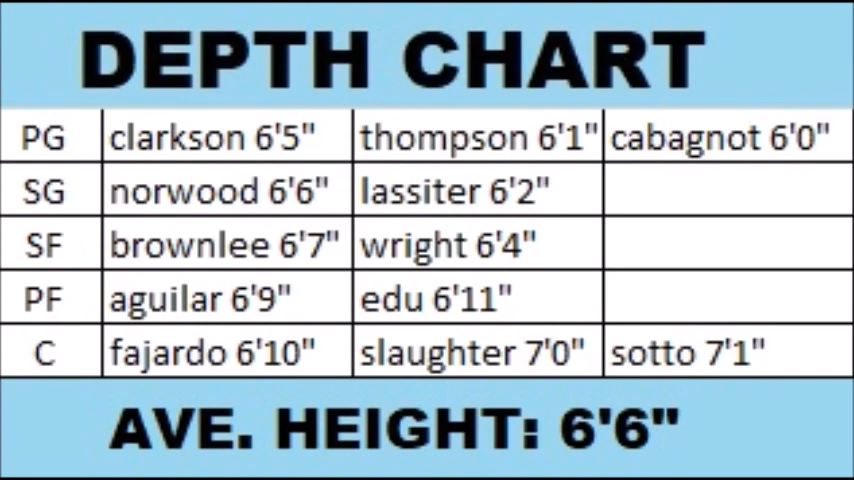 DEPTH CHART
PG clarkson 6'5" thompson 6'1" cabagnot 6'0"
SG norwood 6'6" lassiter 6'2"
SF brownlee 6'7" wright 6'4"
PF aguilar 6'9" edu 6'11"
C fajardo 6'10" slaughter 7'0" sotto 7'1"
AVE. HEIGHT: 6'6"